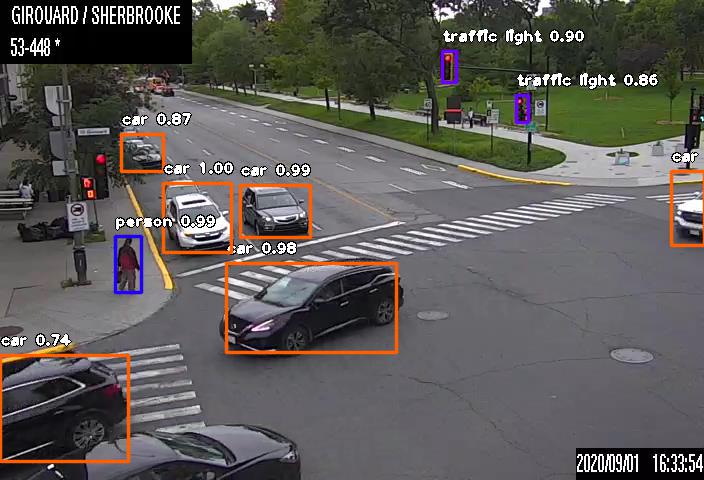 GIROUARD / SHERBROOKE
53-448 *
traffic light 0.90
traffic light 0.86
car 0.87
car 1.00
car 0.99
car
person 0.99
car 0.98
car 0.74
2020/09/01 16:33:54